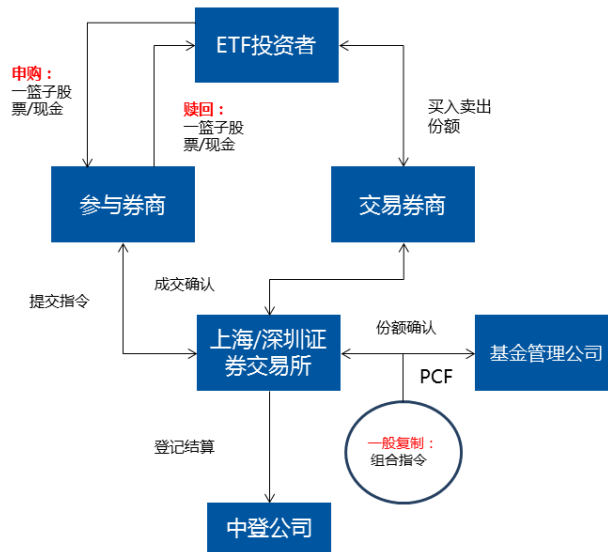 ETF投资者
申购：
一篮子股
票/现金
赎回：
一篮子股
票/现金
买入卖出
份额
参与券商
交易券商
提交指令
成交确认
上海/深圳证
券交易所
份额确认
基金管理公司
PCF
一般复制：
组合指令
登记结算
中登公司